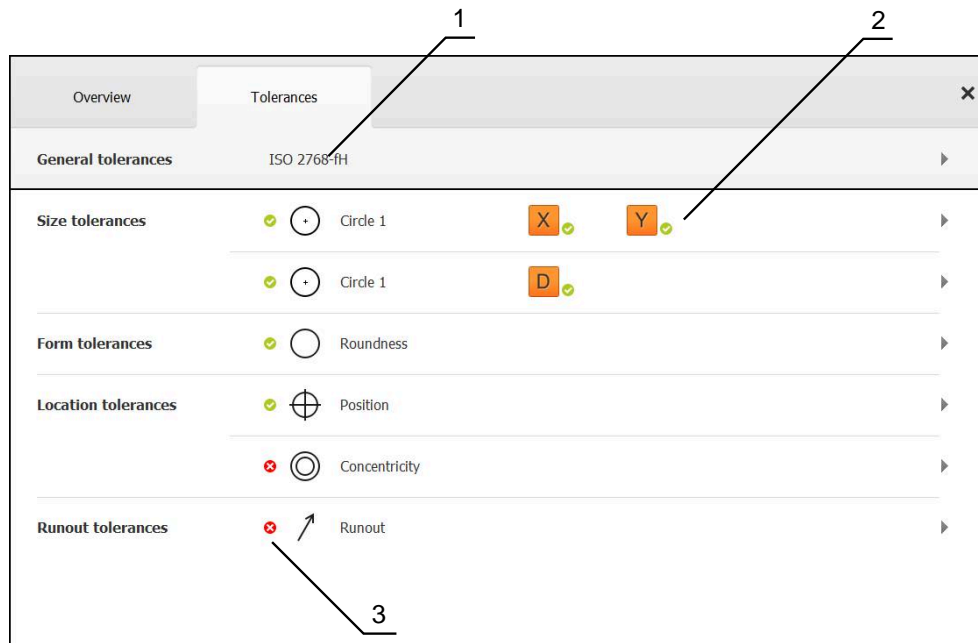 1 2
Overview Tolerances
General tolerances ISO 2768-fH
Size tolerances Circle 1 X Y
Circle 1 D
Form tolerances Roundness
Location tolerances Position
Concentricity
Runout tolerances Runout
3